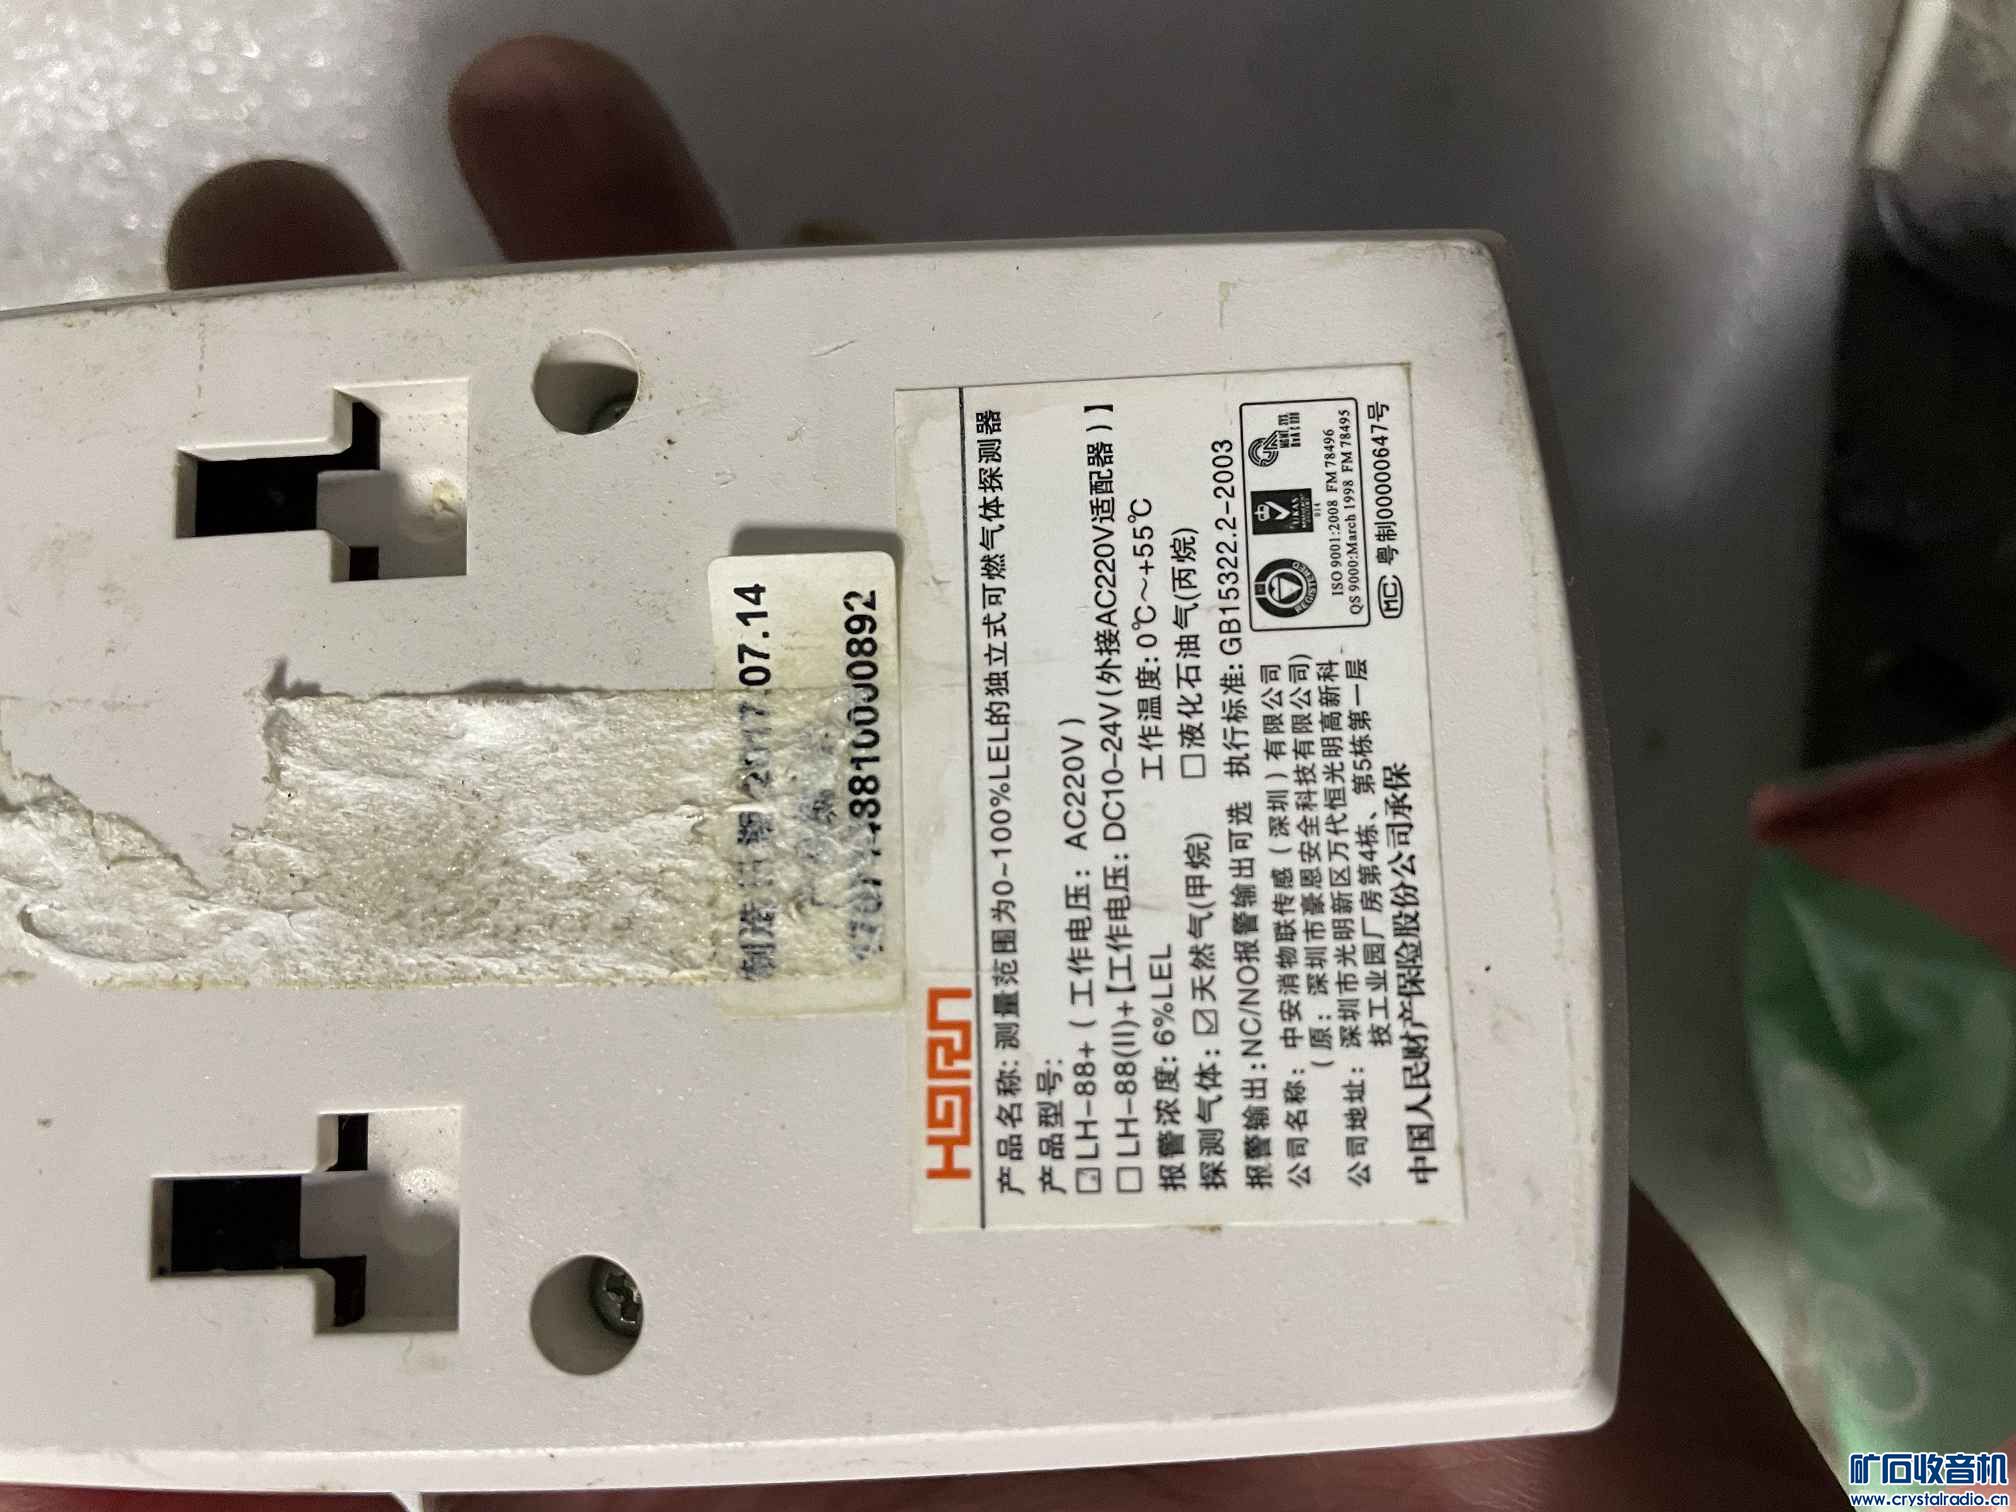 制造日期 2017.07.14
881000J0892
HƏRN
产品名称: 测量范围为0~100%LEL的独立式可燃气体探测器
产品型号:
☑LH-88+ (工作电压: AC220V)
□LH-88(II)+【工作电压: DC10-24V(外接AC220V适配器)】
报警浓度: 6%LEL 工作温度: 0℃~+55℃
探测气体: ☑天然气(甲烷) □液化石油气(丙烷)
报警输出: NC/NO报警输出可选 执行标准: GB15322.2-2003
公司名称: 中安消物联传感(深圳)有限公司
(原: 深圳市豪恩安全科技有限公司)
公司地址: 深圳市光明新区万代恒光明高新科
技工业园厂房第4栋、第5栋第一层
中国人民财产保险股份公司承保
REGISTERED
UKAS
014
ISO 9001:2008 FM 78496
QS 9000:March 1998 FM 78495
MC 粤制00000647号
矿石收音机
www.crystalradio.cn